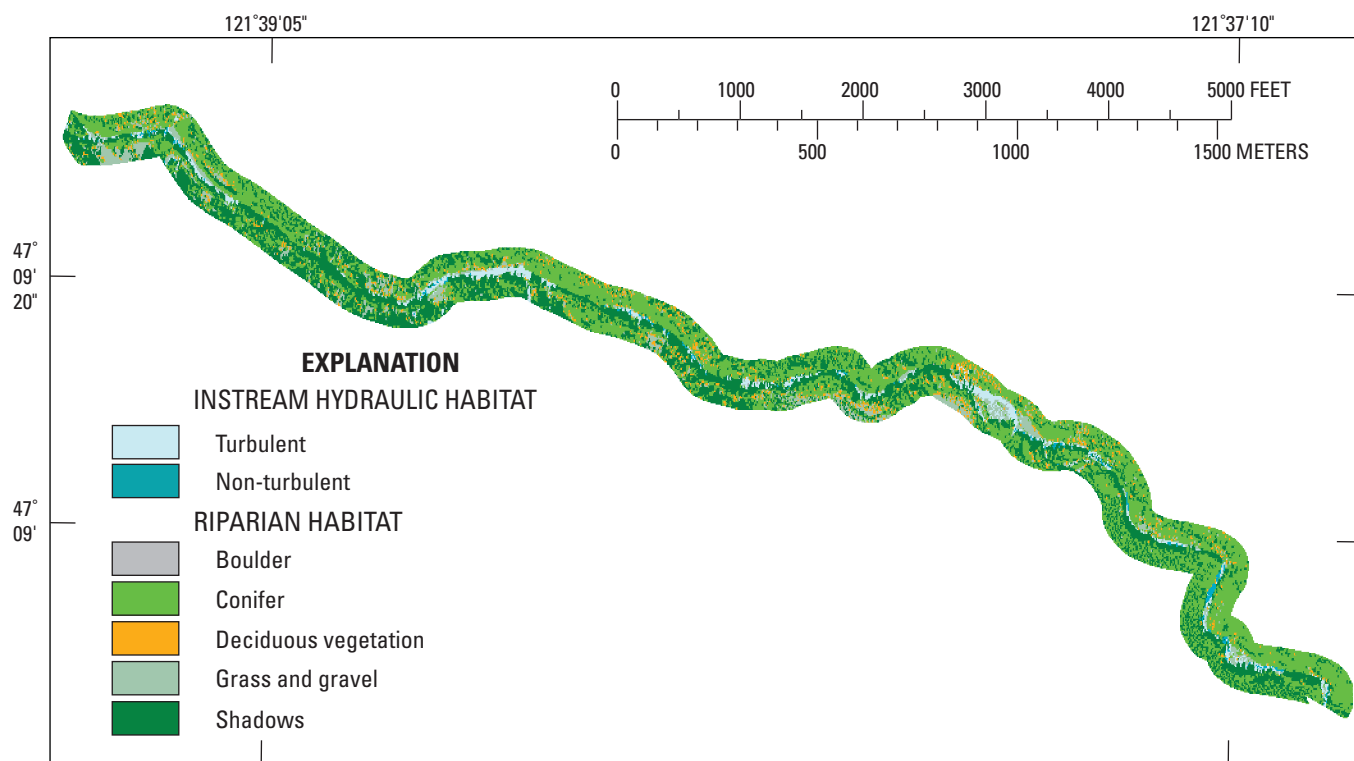 121°39'05"
121°37'10"
0 1000 2000 3000 4000 5000 FEET
0 500 1000 1500 METERS
47°
09'
20"
47°
09'
EXPLANATION
INSTREAM HYDRAULIC HABITAT
Turbulent
Non-turbulent
RIPARIAN HABITAT
Boulder
Conifer
Deciduous vegetation
Grass and gravel
Shadows